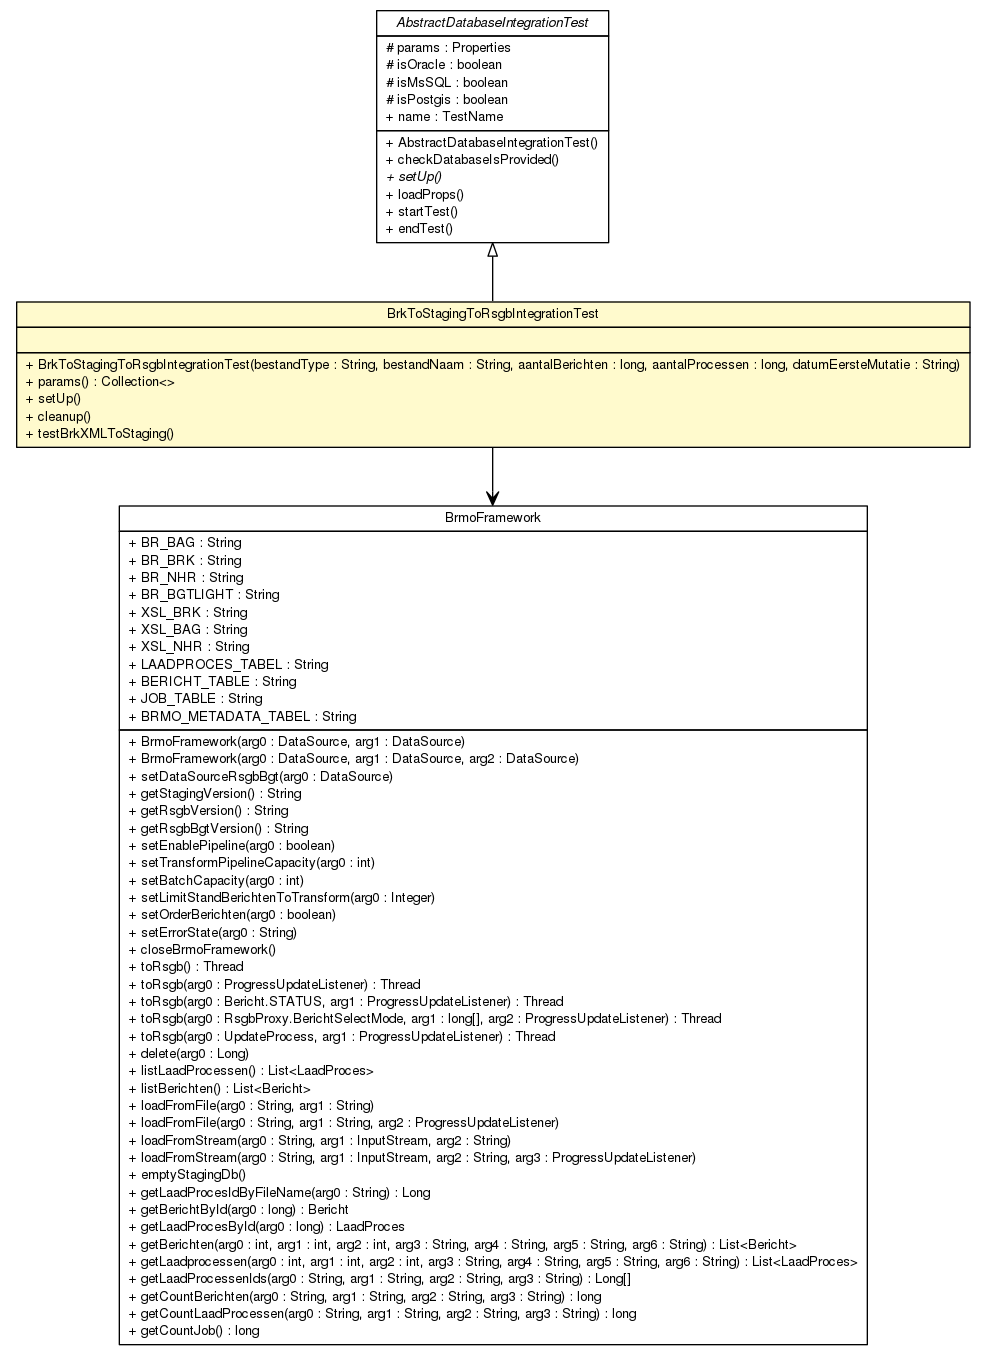 AbstractDatabaseIntegrationTest
# params : Properties
# isOracle : boolean
# isMsSQL : boolean
# isPostgis : boolean
+ name : TestName
+ AbstractDatabaseIntegrationTest()
+ checkDatabaseIsProvided()
+ setUp()
+ loadProps()
+ startTest()
+ endTest()
BrkToStagingToRsgbIntegrationTest
+ BrkToStagingToRsgbIntegrationTest(bestandType : String, bestandNaam : String, aantalBerichten : long, aantalProcessen : long, datumEersteMutatie : String)
+ params() : Collection<>
+ setUp()
+ cleanup()
+ testBrkXMLToStaging()
BrmoFramework
+ BR_BAG : String
+ BR_BRK : String
+ BR_NHR : String
+ BR_BGTLIGHT : String
+ XSL_BRK : String
+ XSL_BAG : String
+ XSL_NHR : String
+ LAADPROCES_TABEL : String
+ BERICHT_TABLE : String
+ JOB_TABLE : String
+ BRMO_METADATA_TABEL : String
+ BrmoFramework(arg0 : DataSource, arg1 : DataSource)
+ BrmoFramework(arg0 : DataSource, arg1 : DataSource, arg2 : DataSource)
+ setDataSourceRsgbBgt(arg0 : DataSource)
+ getStagingVersion() : String
+ getRsgbVersion() : String
+ getRsgbBgtVersion() : String
+ setEnablePipeline(arg0 : boolean)
+ setTransformPipelineCapacity(arg0 : int)
+ setBatchCapacity(arg0 : int)
+ setLimitStandBerichtenToTransform(arg0 : Integer)
+ setOrderBerichten(arg0 : boolean)
+ setErrorState(arg0 : String)
+ closeBrmoFramework()
+ toRsgb() : Thread
+ toRsgb(arg0 : ProgressUpdateListener) : Thread
+ toRsgb(arg0 : Bericht.STATUS, arg1 : ProgressUpdateListener) : Thread
+ toRsgb(arg0 : RsgbProxy.BerichtSelectMode, arg1 : long[], arg2 : ProgressUpdateListener) : Thread
+ toRsgb(arg0 : UpdateProcess, arg1 : ProgressUpdateListener) : Thread
+ delete(arg0 : Long)
+ listLaadProcessen() : List<LaadProces>
+ listBerichten() : List<Bericht>
+ loadFromFile(arg0 : String, arg1 : String)
+ loadFromFile(arg0 : String, arg1 : String, arg2 : ProgressUpdateListener)
+ loadFromStream(arg0 : String, arg1 : InputStream, arg2 : String)
+ loadFromStream(arg0 : String, arg1 : InputStream, arg2 : String, arg3 : ProgressUpdateListener)
+ emptyStagingDb()
+ getLaadProcesIdByFileName(arg0 : String) : Long
+ getBerichtById(arg0 : long) : Bericht
+ getLaadProcesById(arg0 : long) : LaadProces
+ getBerichten(arg0 : int, arg1 : int, arg2 : int, arg3 : String, arg4 : String, arg5 : String, arg6 : String) : List<Bericht>
+ getLaadprocessen(arg0 : int, arg1 : int, arg2 : int, arg3 : String, arg4 : String, arg5 : String, arg6 : String) : List<LaadProces>
+ getLaadProcessenIds(arg0 : String, arg1 : String, arg2 : String, arg3 : String) : Long[]
+ getCountBerichten(arg0 : String, arg1 : String, arg2 : String, arg3 : String) : long
+ getCountLaadProcessen(arg0 : String, arg1 : String, arg2 : String, arg3 : String) : long
+ getCountJob() : long